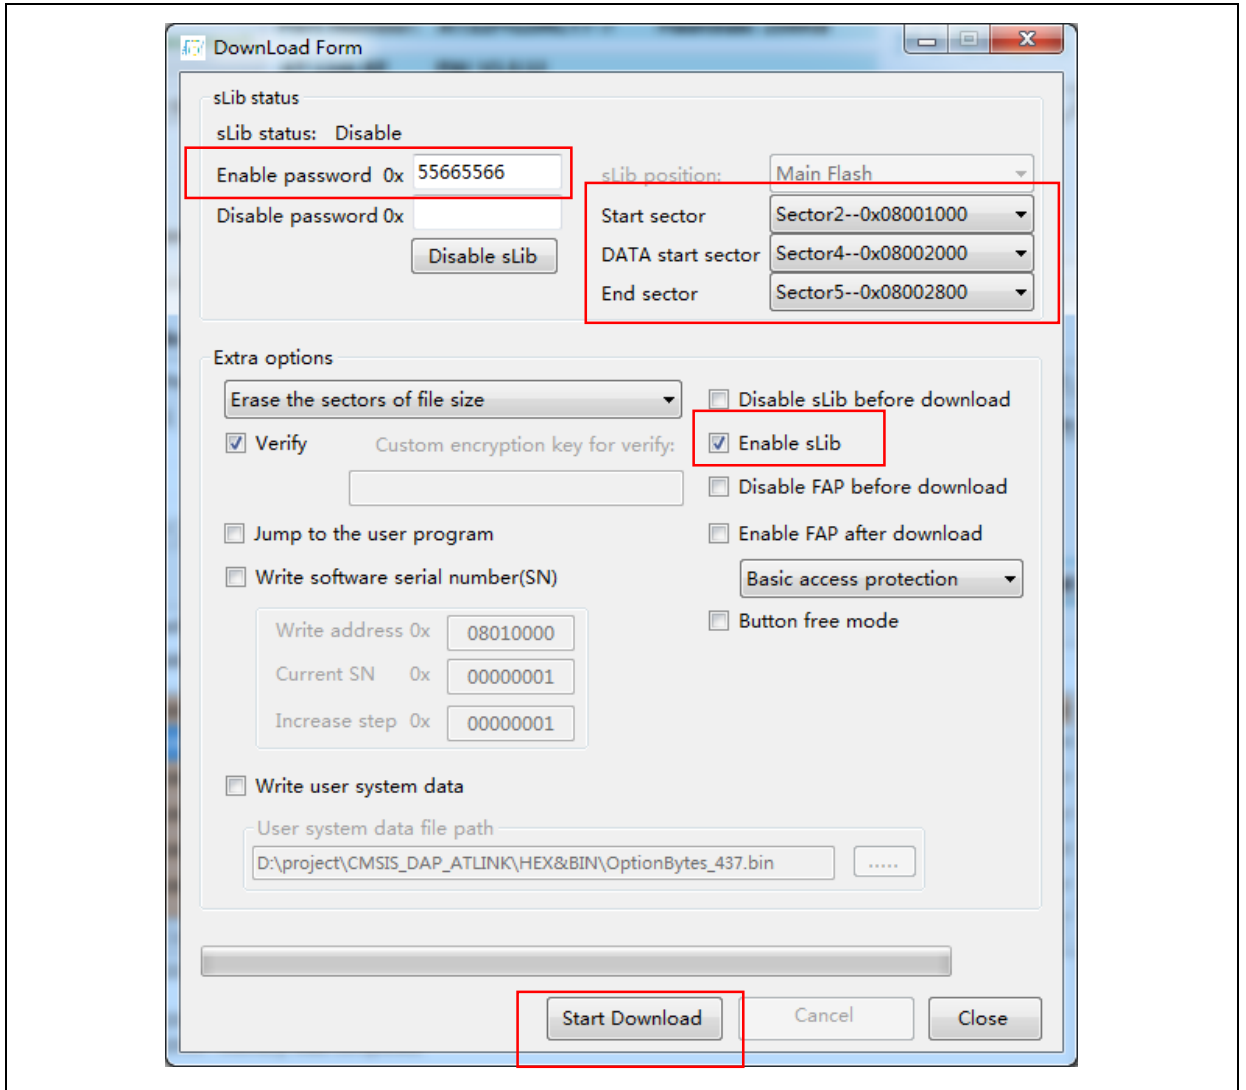 DownLoad Form
sLib status
sLib status: Disable
Enable password 0x 55665566
sLib position: Main Flash
Disable password 0x
Start sector Sector2--0x08001000
Disable sLib
DATA start sector Sector4--0x08002000
End sector Sector5--0x08002800
Extra options
Erase the sectors of file size
Disable sLib before download
Verify Custom encryption key for verify:
Enable sLib
Disable FAP before download
Jump to the user program
Enable FAP after download
Write software serial number(SN)
Basic access protection
Write address 0x 08010000
Button free mode
Current SN 0x 00000001
Increase step 0x 00000001
Write user system data
User system data file path
D:\project\CMSIS_DAP_ATLINK\HEX&BIN\OptionBytes_437.bin .....
Start Download Cancel Close